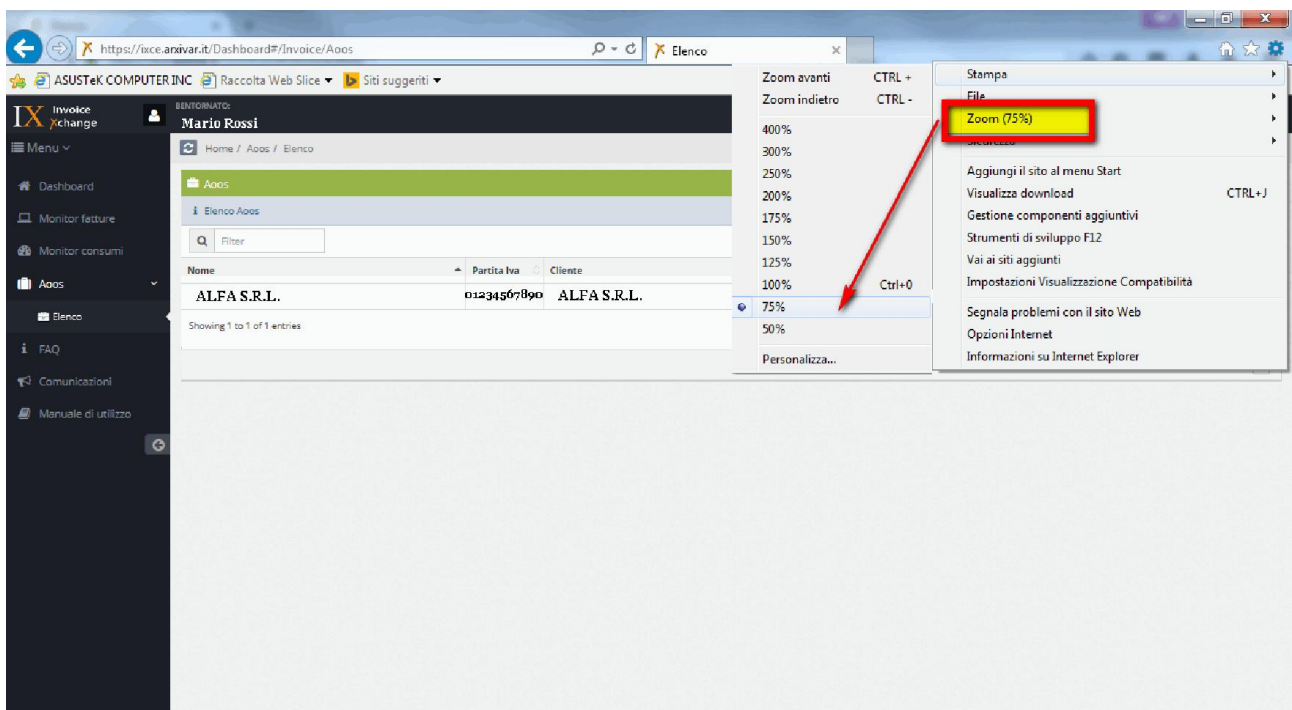 https://ixce.arxivar.it/Dashboard#/Invoice/Aoos
Elenco
ASUSTeK COMPUTER INC
Raccolta Web Slice
Siti suggeriti
IX Invoice Xchange
BENTORNATO:
Mario Rossi
Menu
Home / Aoos / Elenco
Dashboard
Monitor fatture
Monitor consumi
Aoos
Elenco
FAQ
Comunicazioni
Manuale di utilizzo
Aoos
Elenco Aoos
Filter
Nome
Partita Iva
Cliente
ALFA S.R.L.
01234567890
ALFA S.R.L.
Showing 1 to 1 of 1 entries
Zoom avanti CTRL +
Zoom indietro CTRL -
400%
300%
250%
200%
175%
150%
125%
100% Ctrl+0
75%
50%
Personalizza...
Stampa
File
Zoom (75%)
Sicurezza
Aggiungi il sito al menu Start
Visualizza download CTRL+J
Gestione componenti aggiuntivi
Strumenti di sviluppo F12
Vai ai siti aggiunti
Impostazioni Visualizzazione Compatibilità
Segnala problemi con il sito Web
Opzioni Internet
Informazioni su Internet Explorer